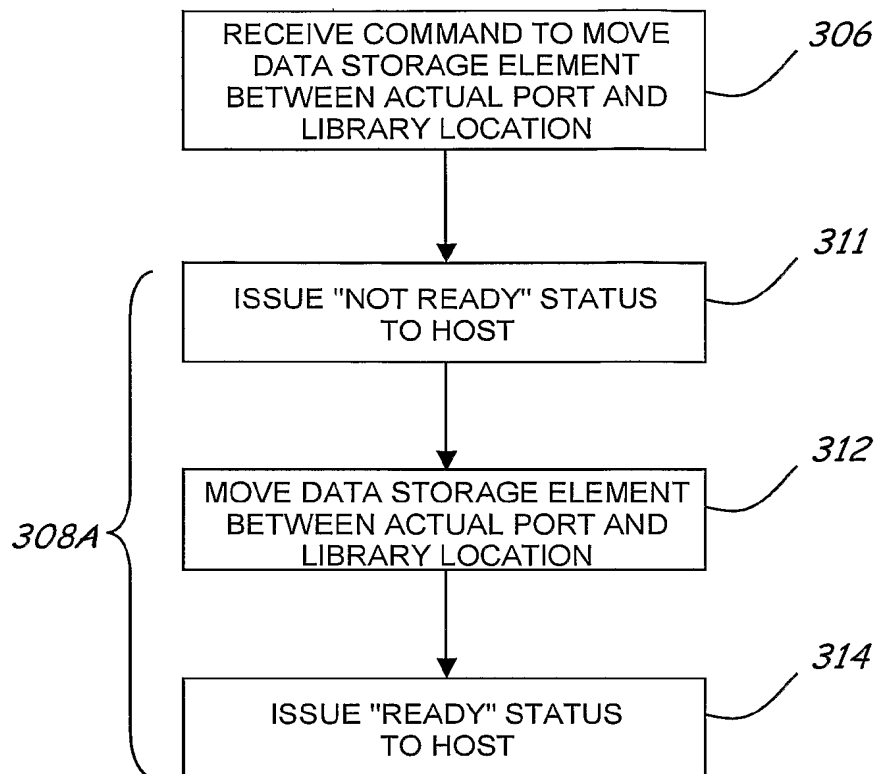 RECEIVE COMMAND TO MOVE
DATA STORAGE ELEMENT
BETWEEN ACTUAL PORT AND
LIBRARY LOCATION
306
311
ISSUE "NOT READY" STATUS
TO HOST
312
MOVE DATA STORAGE ELEMENT
BETWEEN ACTUAL PORT AND
LIBRARY LOCATION
308A
314
ISSUE "READY" STATUS
TO HOST